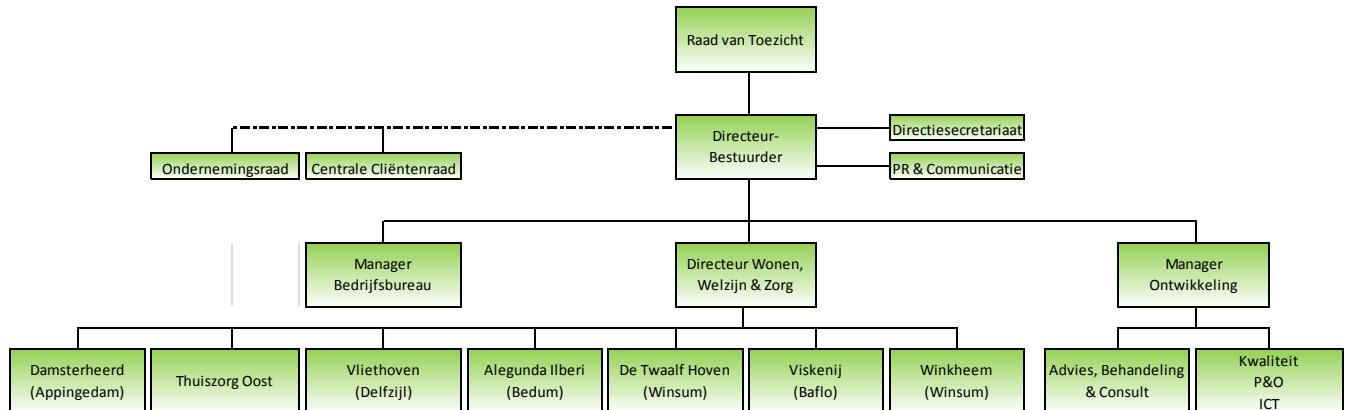 Raad van Toezicht
Directeur-
Bestuurder
Directiesecretariaat
PR & Communicatie
Ondernemingsraad
Centrale Cliëntenraad
Manager
Bedrijfsbureau
Directeur Wonen,
Welzijn & Zorg
Manager
Ontwikkeling
Damsterheerd
(Appingedam)
Thuiszorg Oost
Vliethoven
(Delfzijl)
Alegunda Ilberi
(Bedum)
De Twaalf Hoven
(Winsum)
Viskenij
(Baflo)
Winkheem
(Winsum)
Advies, Behandeling
& Consult
Kwaliteit
P&O
ICT